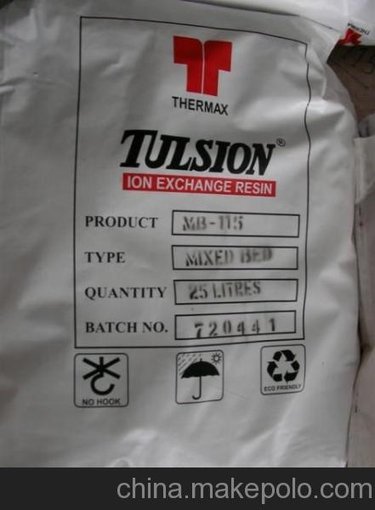 THERMAX
TULSION®
ION EXCHANGE RESIN
PRODUCT MB-115
TYPE MIXED BED
QUANTITY 25 LITRES
BATCH NO. 720441
NO HOOK
ECO FRIENDLY
china.makepolo.com